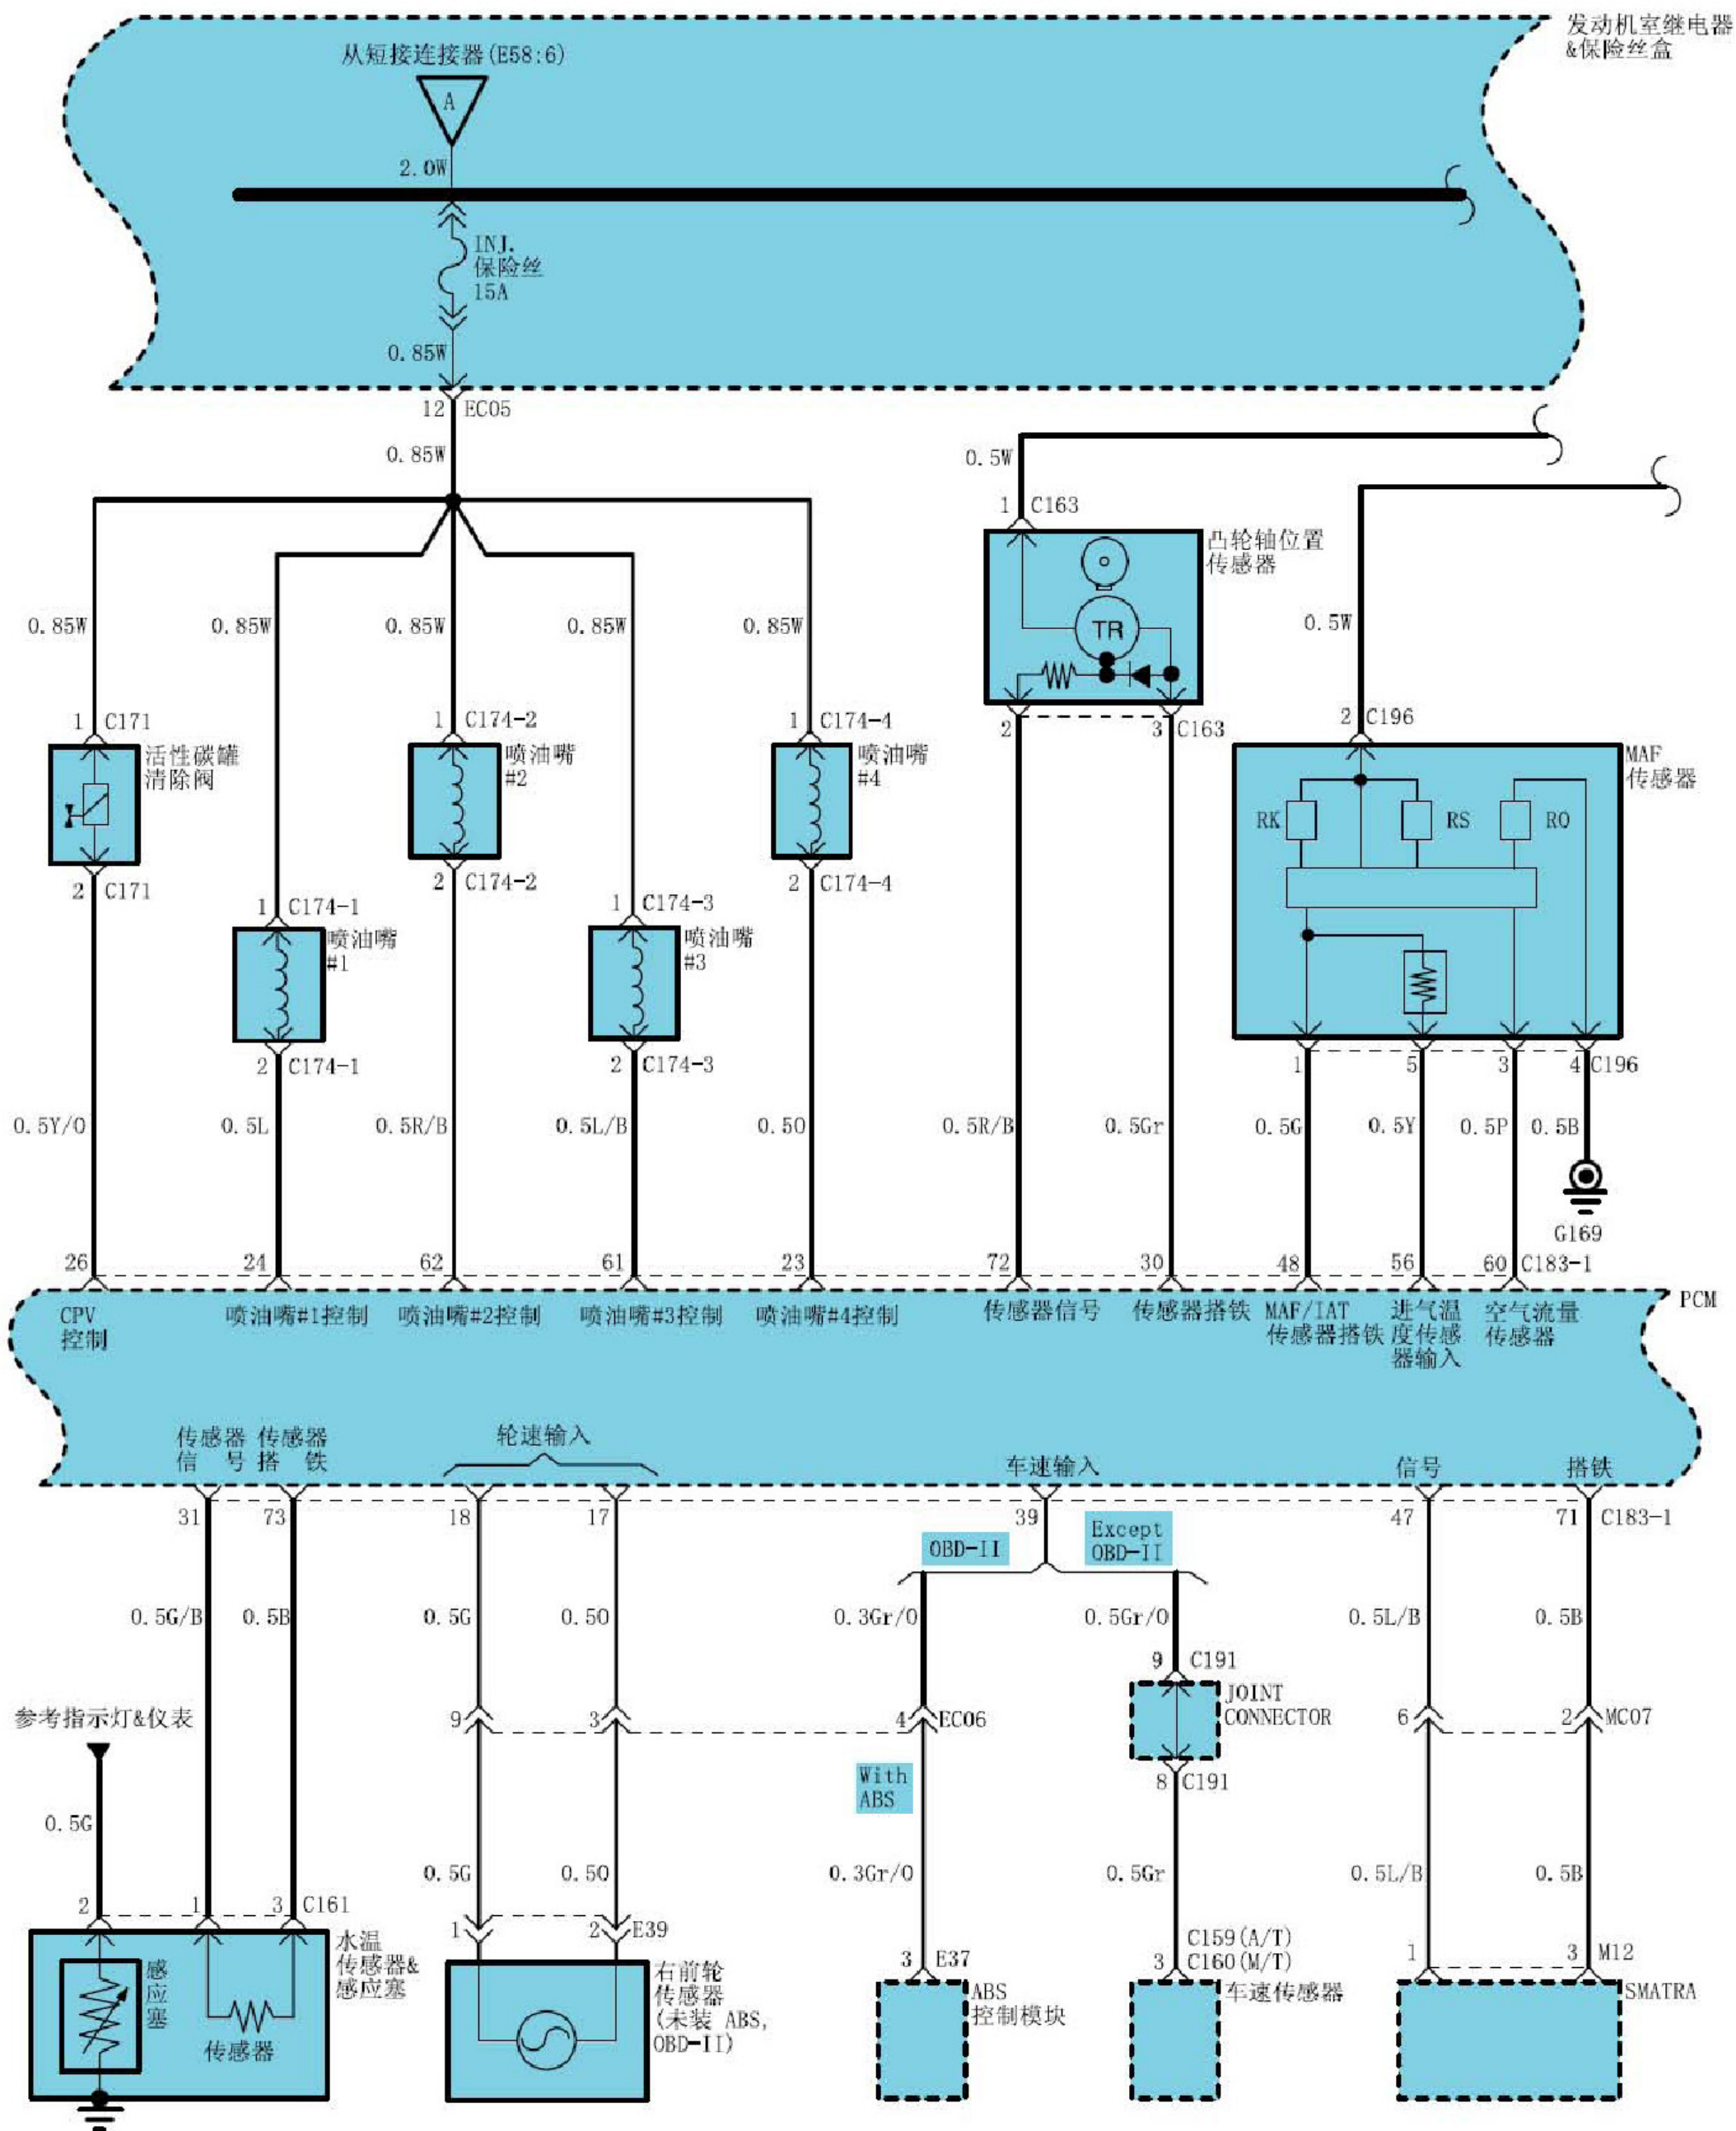 发动机室继电器
&保险丝盒
从短接连接器(E58:6)
A
2.0W
INJ.
保险丝
15A
0.85W
12 EC05
0.85W
0.5W
1 C163
凸轮轴位置
传感器
TR
0.85W
0.85W
0.85W
0.85W
0.85W
0.5W
1 C171
1 C174-2
1 C174-4
2
3 C163
2 C196
活性碳罐
清除阀
喷油嘴
#2
喷油嘴
#4
MAF
传感器
RK
RS
RO
2 C171
2 C174-2
2 C174-4
1 C174-1
1 C174-3
喷油嘴
#1
喷油嘴
#3
2 C174-1
2 C174-3
1
5
3
4 C196
0.5Y/O
0.5L
0.5R/B
0.5L/B
0.5O
0.5R/B
0.5Gr
0.5G
0.5Y
0.5P
0.5B
G169
26
24
62
61
23
72
30
48
56
60 C183-1
PCM
CPV
控制
喷油嘴#1控制
喷油嘴#2控制
喷油嘴#3控制
喷油嘴#4控制
传感器信号
传感器搭铁
MAF/IAT
传感器搭铁
进气温
度传感
器输入
空气流量
传感器
传感器
信 号
传感器
搭 铁
轮速输入
车速输入
信号
搭铁
31
73
18
17
39
47
71 C183-1
OBD-II
Except
OBD-II
0.5G/B
0.5B
0.5G
0.5O
0.3Gr/O
0.5Gr/O
0.5L/B
0.5B
9 C191
JOINT
CONNECTOR
参考指示灯&仪表
9
3
4 EC06
6
2 MC07
With
ABS
8 C191
0.5G
0.5G
0.5O
0.3Gr/O
0.5Gr
0.5L/B
0.5B
2
1
3 C161
1
2 E39
3 E37
C159(A/T)
3 C160(M/T)
1
3 M12
水温
传感器&
感应塞
感
应
塞
传感器
右前轮
传感器
(未装 ABS,
OBD-II)
ABS
控制模块
车速传感器
SMATRA